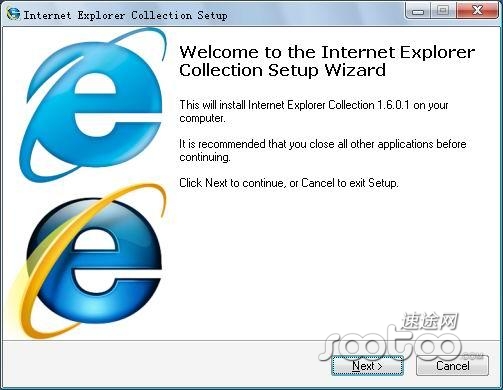 Internet Explorer Collection Setup
Welcome to the Internet Explorer
Collection Setup Wizard
This will install Internet Explorer Collection 1.6.0.1 on your
computer.
It is recommended that you close all other applications before
continuing.
Click Next to continue, or Cancel to exit Setup.
速途网
sootoo.com
Next >
Cancel